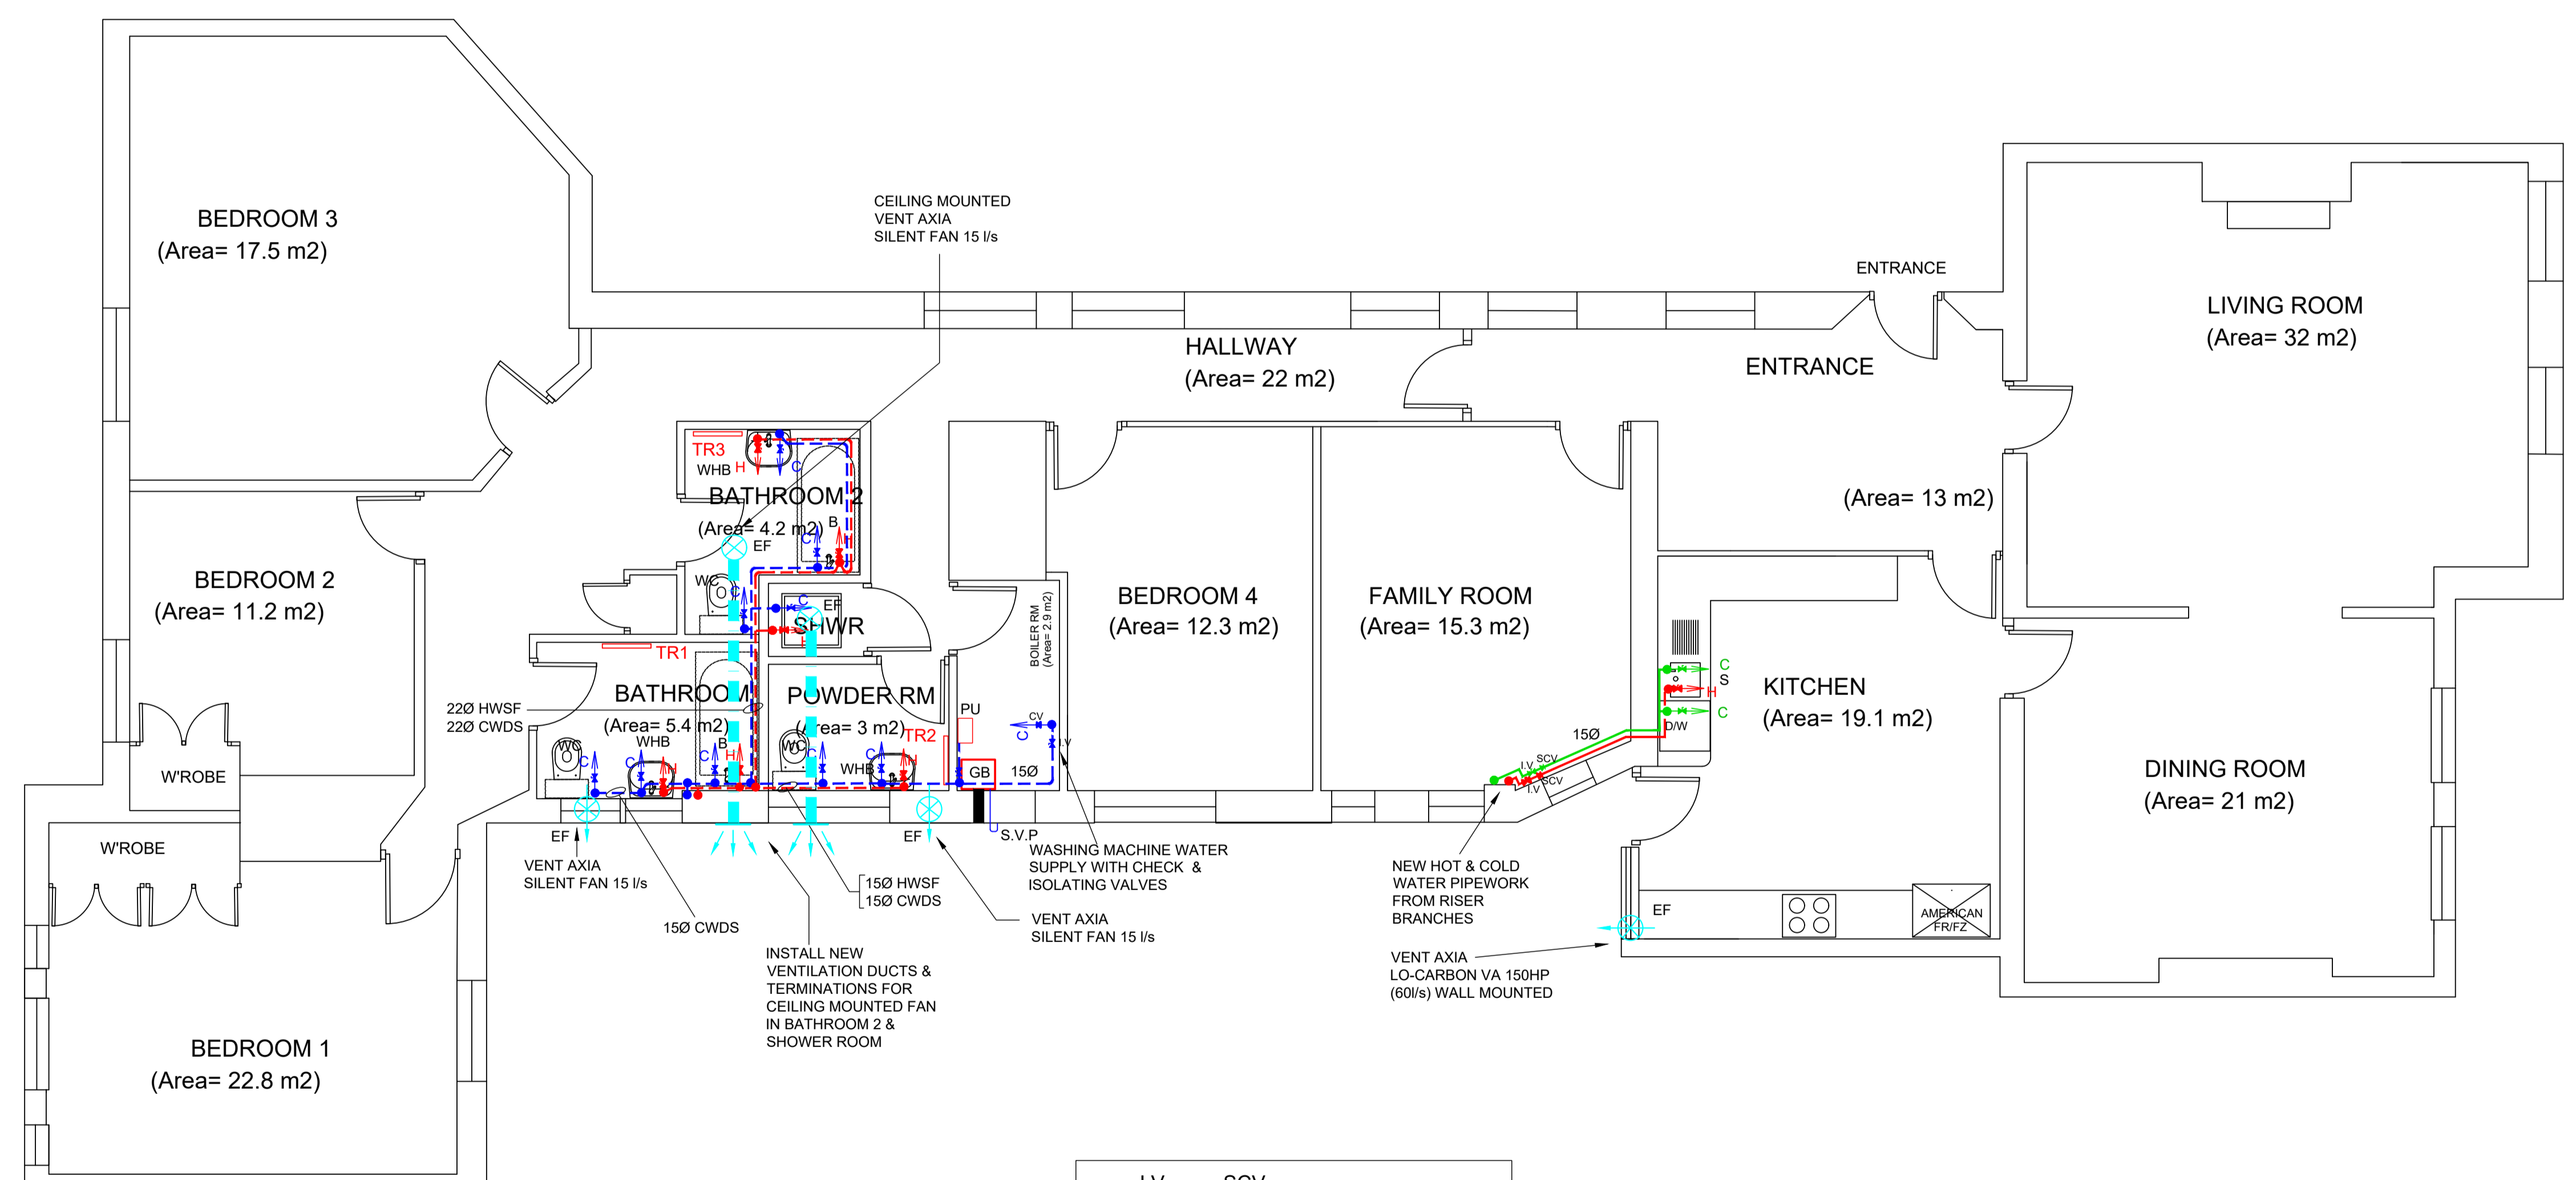 BEDROOM 3
(Area= 17.5 m2)
CEILING MOUNTED
VENT AXIA
SILENT FAN 15 l/s
ENTRANCE
LIVING ROOM
(Area= 32 m2)
HALLWAY
(Area= 22 m2)
ENTRANCE
(Area= 13 m2)
TR3
WHB
H
C
BATHROOM 2
(Area= 4.2 m2)
B
C
H
EF
WC
C
BEDROOM 2
(Area= 11.2 m2)
C
EF
SHWR
H
BOILER RM
(Area= 2.9 m2)
BEDROOM 4
(Area= 12.3 m2)
FAMILY ROOM
(Area= 15.3 m2)
TR1
BATHROOM
(Area= 5.4 m2)
22Ø HWSF
22Ø CWDS
POWDER RM
(Area= 3 m2)
TR2
PU
CV
C
I.V
C
S
H
C
D/W
KITCHEN
(Area= 19.1 m2)
WC
C
WHB
C
H
B
C
H
WC
C
WHB
C
H
GB
15Ø
15Ø
SCV
I.V
SCV
I.V
W'ROBE
DINING ROOM
(Area= 21 m2)
W'ROBE
EF
EF
S.V.P
VENT AXIA
SILENT FAN 15 l/s
WASHING MACHINE WATER
SUPPLY WITH CHECK &
ISOLATING VALVES
15Ø HWSF
15Ø CWDS
15Ø CWDS
VENT AXIA
SILENT FAN 15 l/s
NEW HOT & COLD
WATER PIPEWORK
FROM RISER
BRANCHES
EF
AMERICAN
FR/FZ
INSTALL NEW
VENTILATION DUCTS &
TERMINATIONS FOR
CEILING MOUNTED FAN
IN BATHROOM 2 &
SHOWER ROOM
VENT AXIA
LO-CARBON VA 150HP
(60l/s) WALL MOUNTED
BEDROOM 1
(Area= 22.8 m2)
I.V
SCV